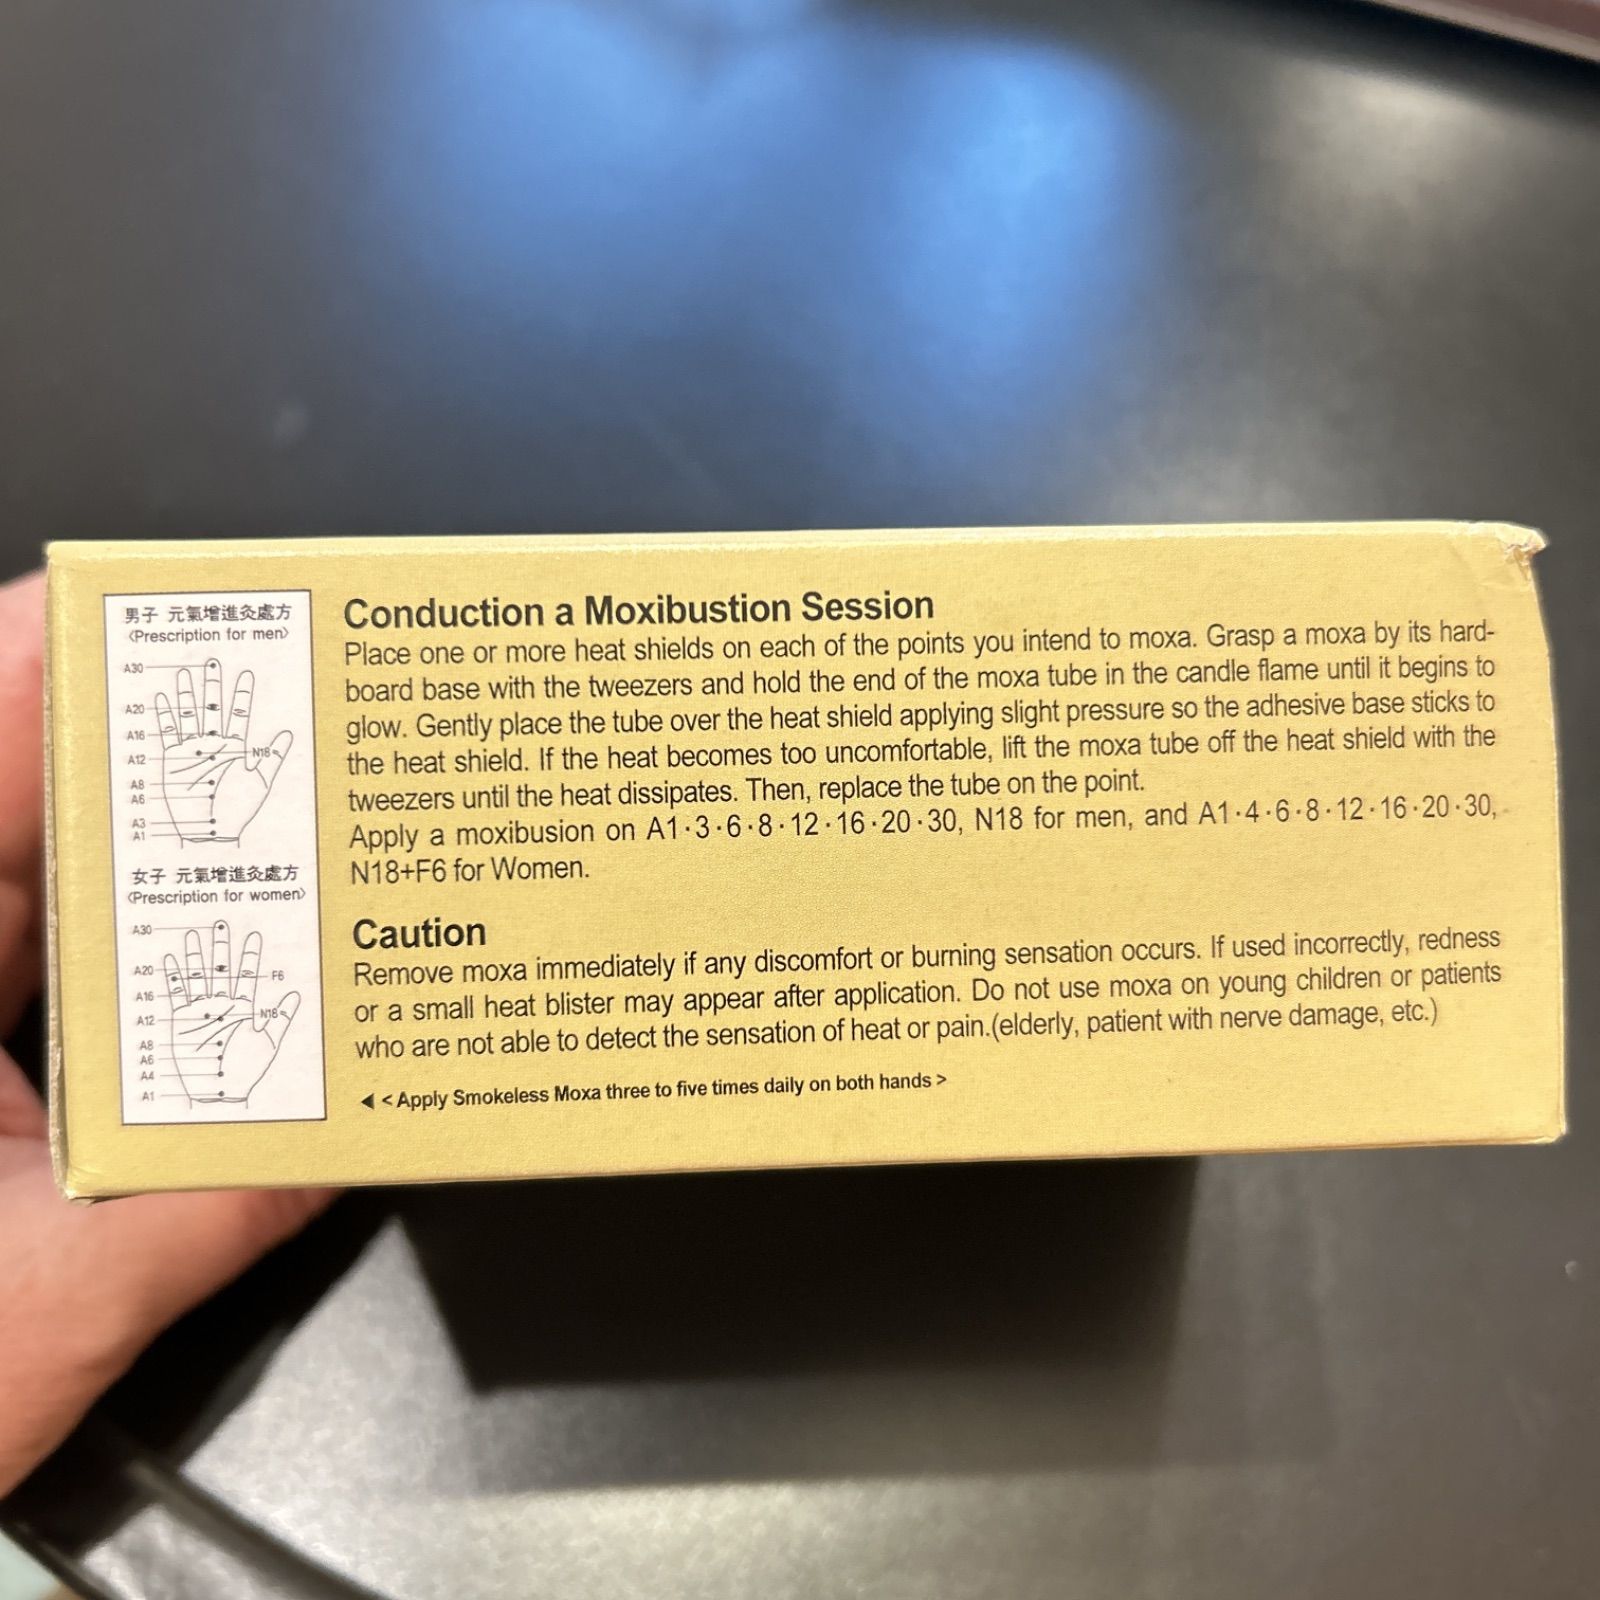 男子 元氣增進灸處方
<Prescription for men>
A30
A20
A16
A12
N18
A8
A6
A3
A1
女子 元氣增進灸處方
<Prescription for women>
A30
A20
F6
A16
A12
N18
A8
A6
A4
A1
Conduction a Moxibustion Session
Place one or more heat shields on each of the points you intend to moxa. Grasp a moxa by its hard-
board base with the tweezers and hold the end of the moxa tube in the candle flame until it begins to
glow. Gently place the tube over the heat shield applying slight pressure so the adhesive base sticks to
the heat shield. If the heat becomes too uncomfortable, lift the moxa tube off the heat shield with the
tweezers until the heat dissipates. Then, replace the tube on the point.
Apply a moxibusion on A1·3·6·8·12·16·20·30, N18 for men, and A1·4·6·8·12·16·20·30,
N18+F6 for Women.
Caution
Remove moxa immediately if any discomfort or burning sensation occurs. If used incorrectly, redness
or a small heat blister may appear after application. Do not use moxa on young children or patients
who are not able to detect the sensation of heat or pain.(elderly, patient with nerve damage, etc.)
◀ < Apply Smokeless Moxa three to five times daily on both hands >